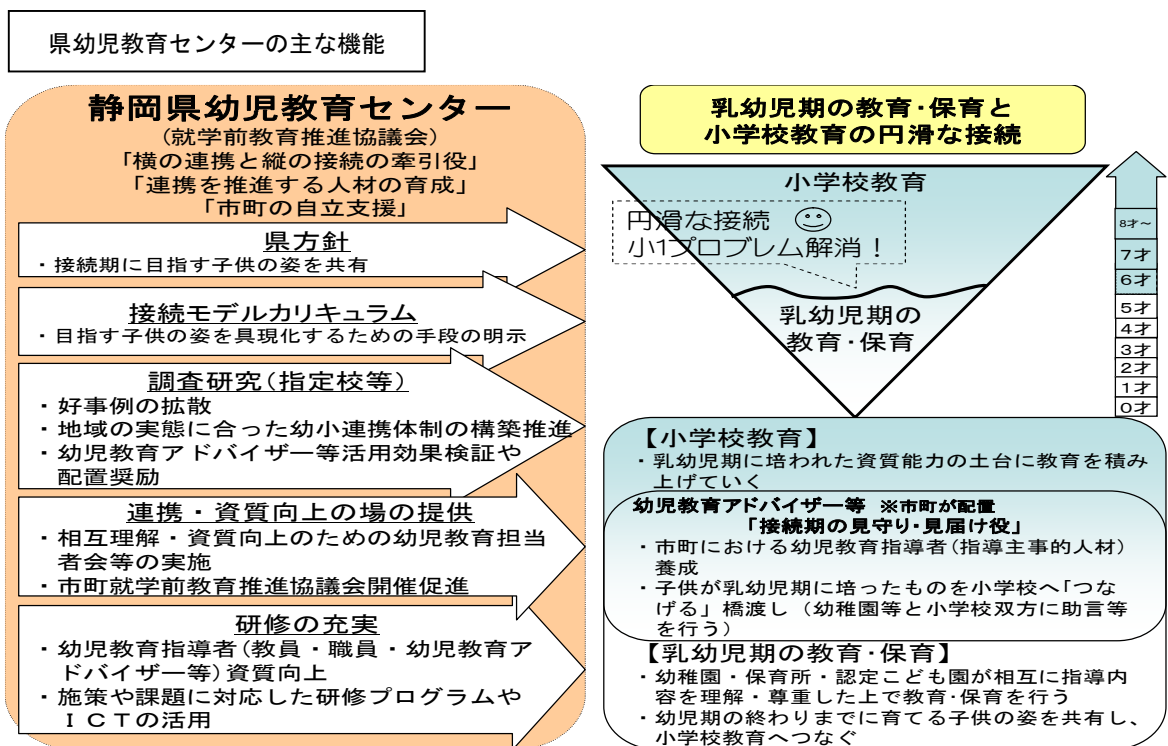 県幼児教育センターの主な機能
静岡県幼児教育センター
(就学前教育推進協議会)
「横の連携と縦の接続の牽引役」
「連携を推進する人材の育成」
「市町の自立支援」
県方針
・接続期に目指す子供の姿を共有
接続モデルカリキュラム
・目指す子供の姿を具現化するための手段の明示
調査研究(指定校等)
・好事例の拡散
・地域の実態に合った幼小連携体制の構築推進
・幼児教育アドバイザー等活用効果検証や
配置奨励
連携・資質向上の場の提供
・相互理解・資質向上のための幼児教育担当
者会等の実施
・市町就学前教育推進協議会開催促進
研修の充実
・幼児教育指導者(教員・職員・幼児教育ア
ドバイザー等)資質向上
・施策や課題に対応した研修プログラムや
ICTの活用
乳幼児期の教育・保育と
小学校教育の円滑な接続
小学校教育
円滑な接続
小1プロブレム解消！
乳幼児期の
教育・保育
8才～
7才
6才
5才
4才
3才
2才
1才
0才
【小学校教育】
・乳幼児期に培われた資質能力の土台に教育を積み
上げていく
幼児教育アドバイザー等 ※市町が配置
「接続期の見守り・見届け役」
・市町における幼児教育指導者(指導主事的人材)
養成
・子供が乳幼児期に培ったものを小学校へ「つな
げる」橋渡し（幼稚園等と小学校双方に助言等
を行う）
【乳幼児期の教育・保育】
・幼稚園・保育所・認定こども園が相互に指導内
容を理解・尊重した上で教育・保育を行う
・幼児期の終わりまでに育てる子供の姿を共有し、
小学校教育へつなぐ